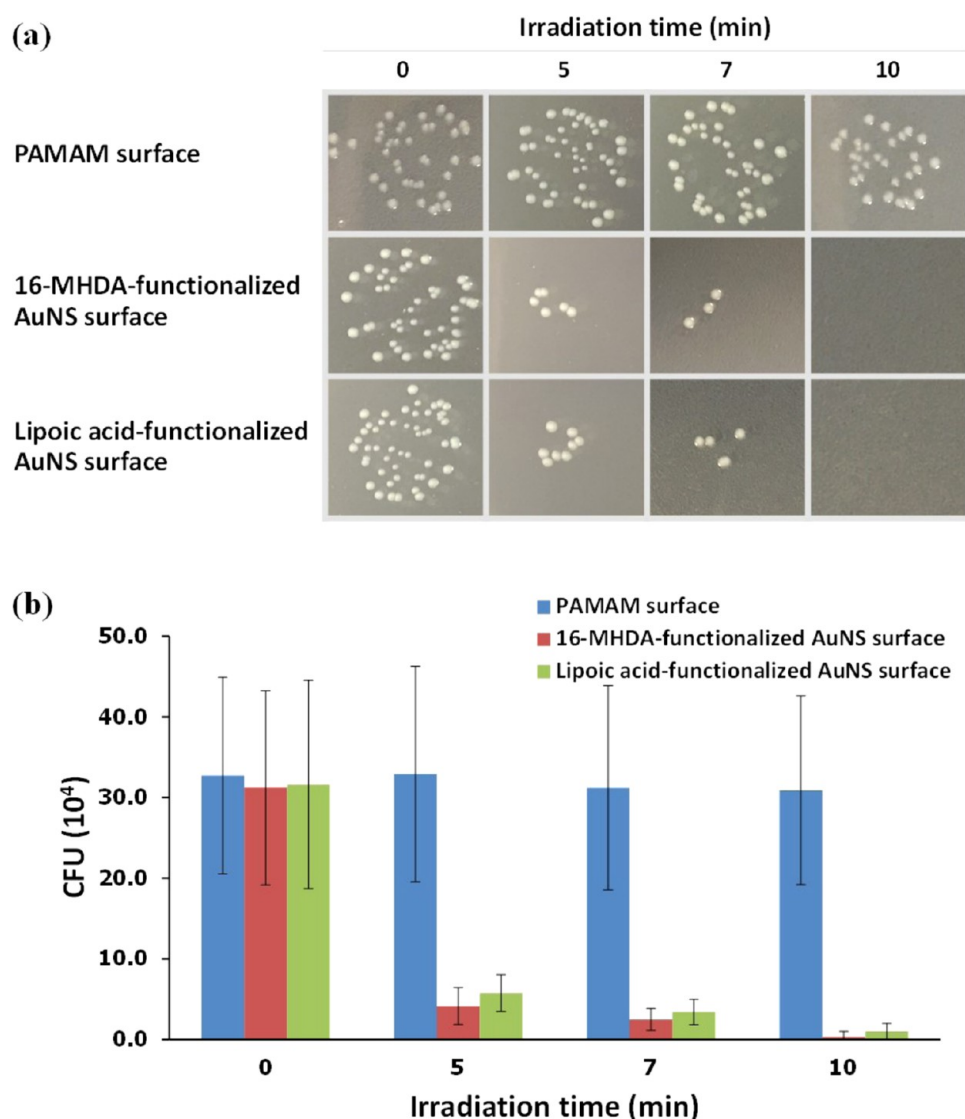 (a)
Irradiation time (min)
0 5 7 10
PAMAM surface
16-MHDA-functionalized
AuNS surface
Lipoic acid-functionalized
AuNS surface
(b)
PAMAM surface
16-MHDA-functionalized AuNS surface
Lipoic acid-functionalized AuNS surface
50.0
40.0
30.0
20.0
10.0
0.0
CFU (10⁴)
0 5 7 10
Irradiation time (min)